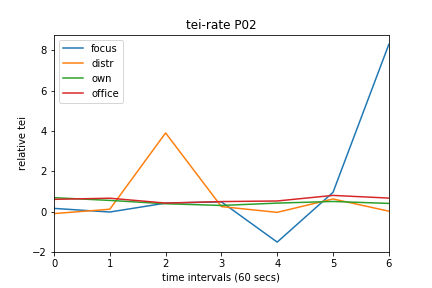 tei-rate P02
focus
distr
own
office
relative tei
8
6
4
2
0
−2
0 1 2 3 4 5 6
time intervals (60 secs)